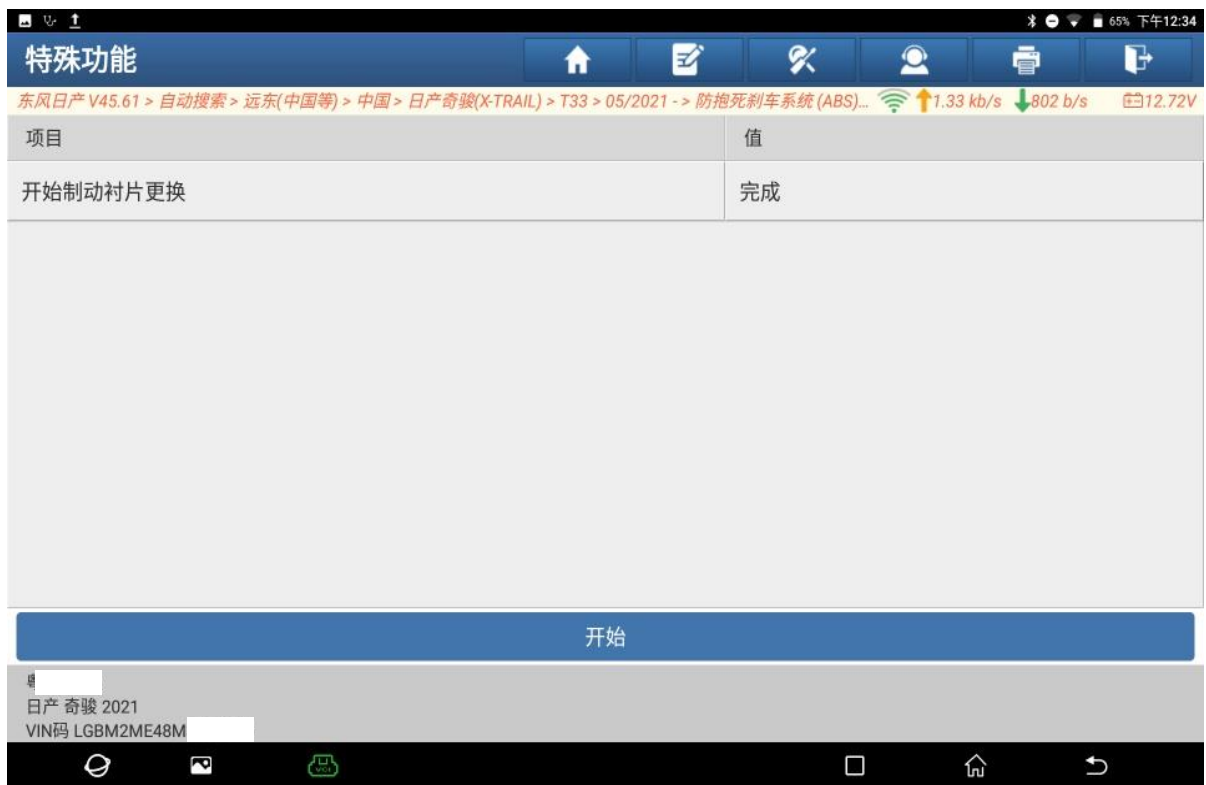 65% 下午12:34
特殊功能
东风日产 V45.61 > 自动搜索 > 远东(中国等) > 中国 > 日产奇骏(X-TRAIL) > T33 > 05/2021 - > 防抱死刹车系统 (ABS)... 1.33 kb/s 802 b/s 12.72V
项目 值
开始制动衬片更换 完成
开始
日产 奇骏 2021
VIN码 LGBM2ME48M
VCI